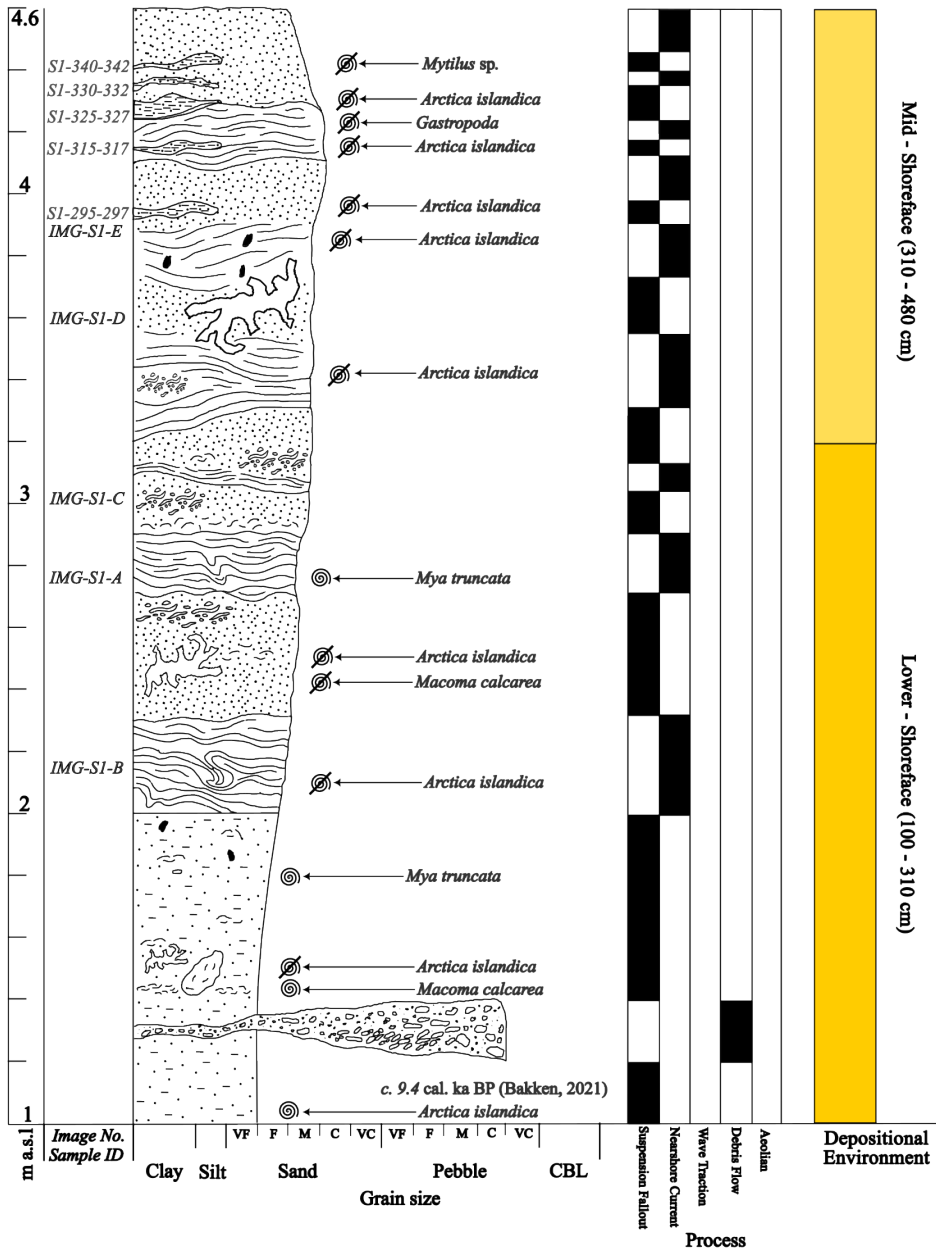 4.6
S1-340-342
Mytilus sp.
S1-330-332
Arctica islandica
S1-325-327
Gastropoda
S1-315-317
Arctica islandica
4
S1-295-297
Arctica islandica
IMG-S1-E
Arctica islandica
IMG-S1-D
Arctica islandica
3
IMG-S1-C
IMG-S1-A
Mya truncata
Arctica islandica
Macoma calcarea
IMG-S1-B
Arctica islandica
2
Mya truncata
Arctica islandica
Macoma calcarea
c. 9.4 cal. ka BP (Bakken, 2021)
Arctica islandica
1
m a.r.s.l
Image No.
Sample ID
VF F M C VC VF F M C VC
Clay Silt Sand Pebble CBL
Grain size
Suspension Fallout
Nearshore Current
Wave Traction
Debris Flow
Aeolian
Process
Mid - Shoreface (310 - 480 cm)
Lower - Shoreface (100 - 310 cm)
Depositional
Environment